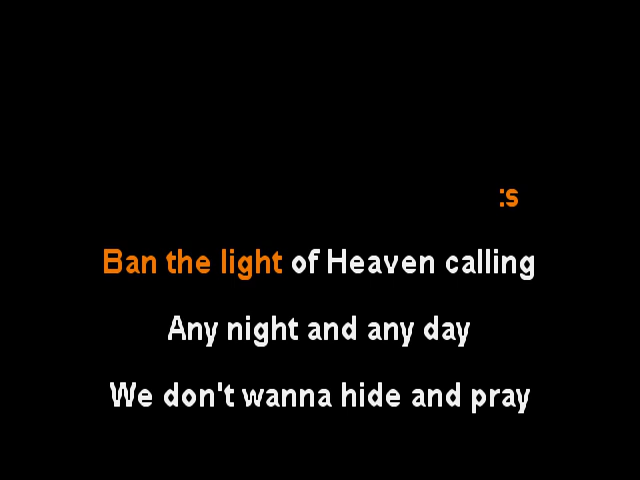 Ban the light of Heaven calling
Any night and any day
We don't wanna hide and pray